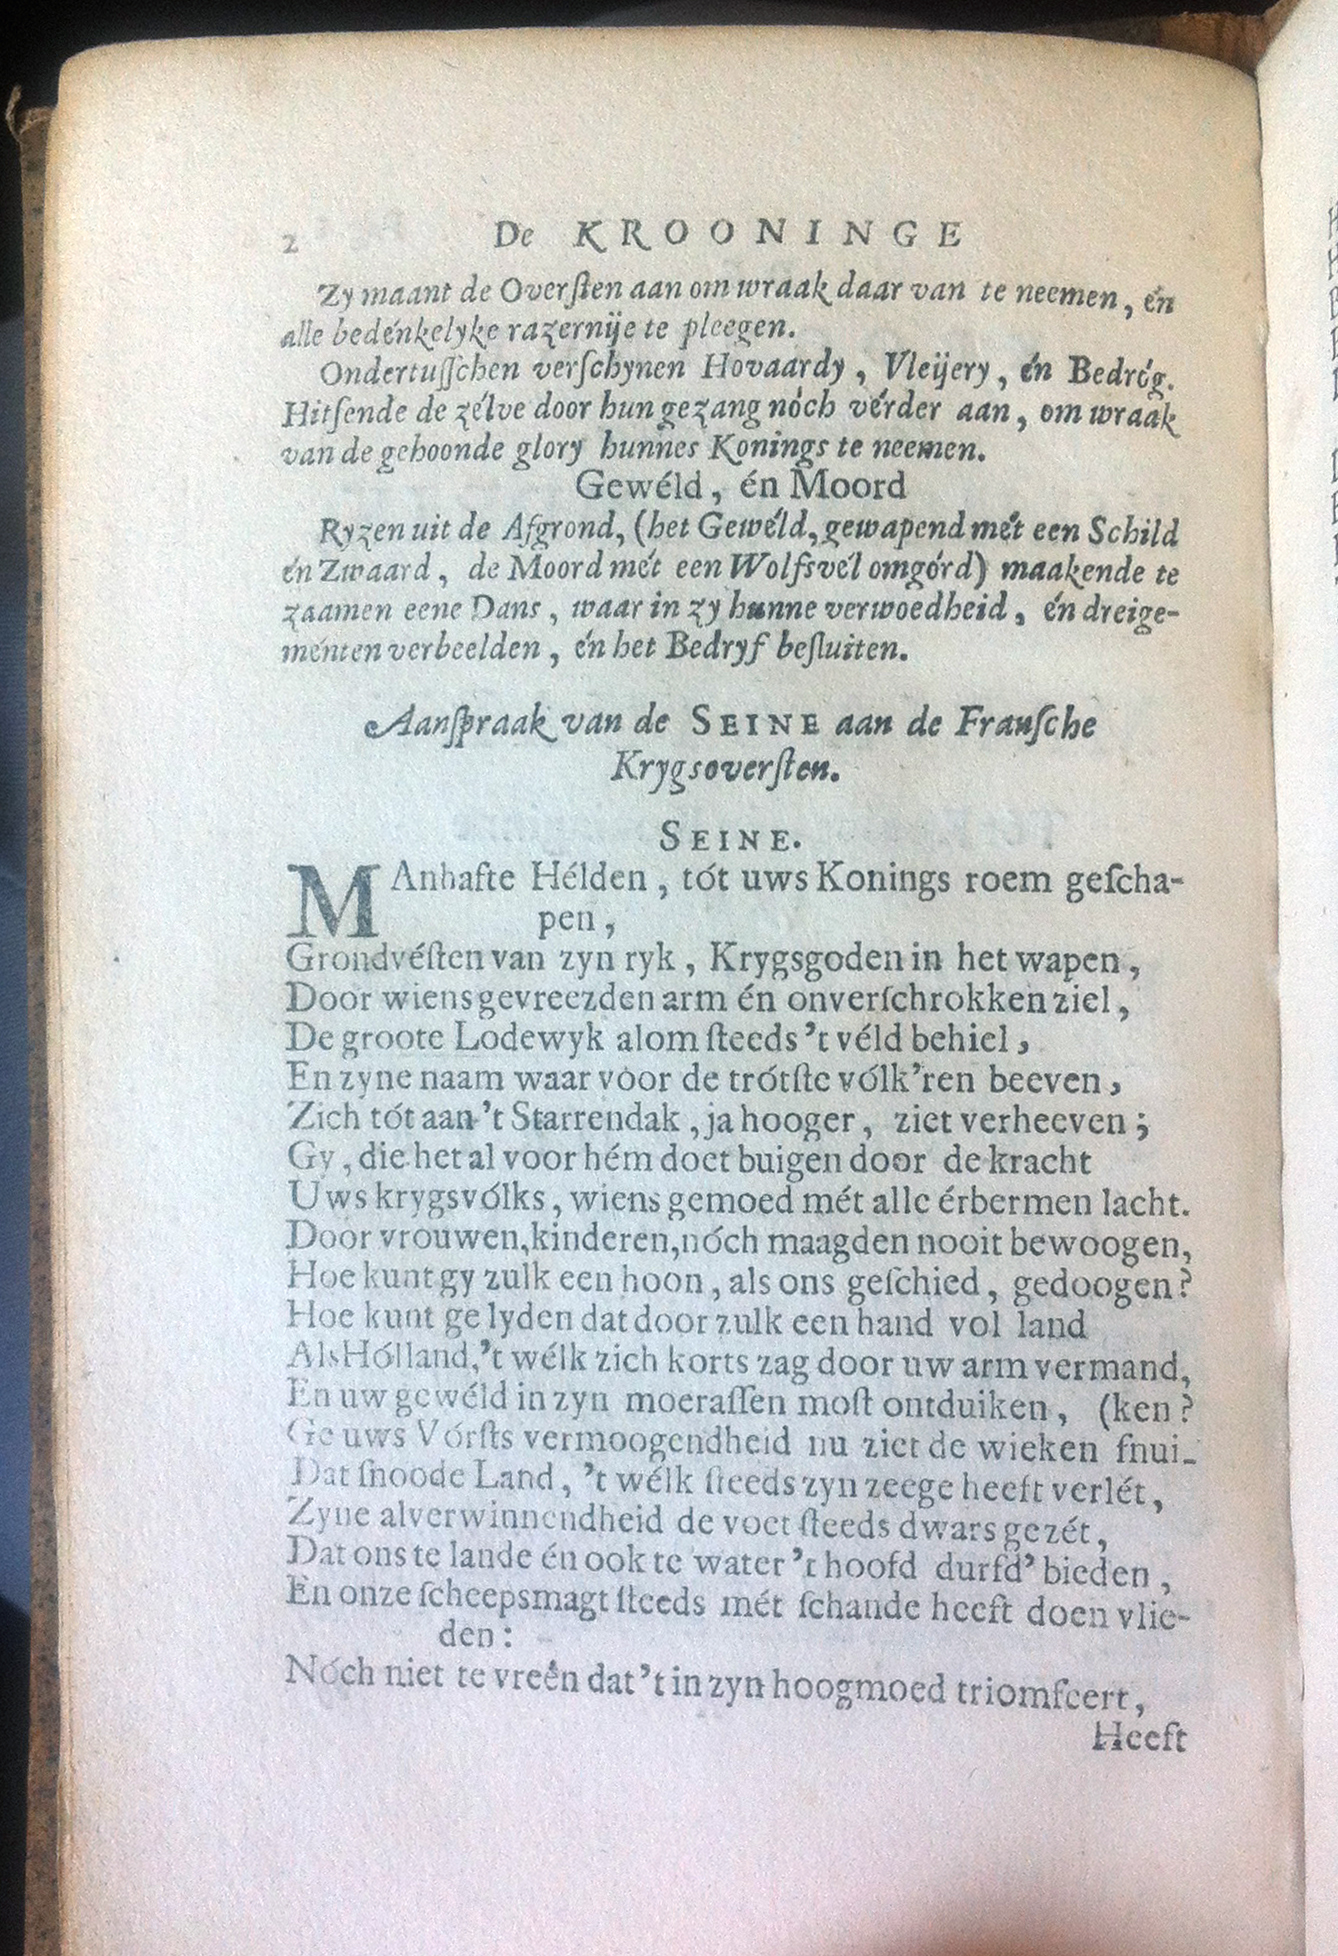 2 De KROONINGE
Zy maant de Overſten aan om wraak daar van te neemen, én
alle bedénkelyke razernije te pleegen.
Ondertuſſchen verſchynen Hovaardy, Vleijery, én Bedróg.
Hitſende de zélve door hun gezang nóch vérder aan, om wraak
van de gehoonde glory hunnes Konings te neemen.
Gewéld, én Moord
Ryzen uit de Afgrond, (het Gewéld, gewapend mét een Schild
én Zwaard, de Moord mét een Wolfsvél omgórd) maakende te
zaamen eene Dans, waar in zy hunne verwoedheid, én dreige-
ménten verbeelden, én het Bedryf beſluiten.
Aanſpraak van de SEINE aan de Franſche
Krygsoverſten.
SEINE.
MAnhafte Hélden, tót uws Konings roem geſcha-
pen,
Grondvéſten van zyn ryk, Krygsgoden in het wapen,
Door wiens gevreezden arm én onverſchrokken ziel,
De groote Lodewyk alom ſteeds 't véld behiel,
En zyne naam waar vóor de trótſte vólk'ren beeven,
Zich tót aan 't Starrendak, ja hooger, ziet verheeven;
Gy, die het al voor hém doet buigen door de kracht
Uws krygsvólks, wiens gemoed mét alle érbermen lacht.
Door vrouwen, kinderen, nóch maagden nooit bewoogen,
Hoe kunt gy zulk een hoon, als ons geſchied, gedoogen?
Hoe kunt ge lyden dat door zulk een hand vol land
Als Hólland, 't wélk zich korts zag door uw arm vermand,
En uw gewéld in zyn moeraſſen moſt ontduiken, (ken?
Ge uws Vórſts vermoogendheid nu ziet de wieken ſnui-
Dat ſnoode Land, 't wélk ſteeds zyn zeege heeft verlét,
Zyne alverwinnendheid de voet ſteeds dwars gezét,
Dat ons te lande én ook te water 't hoofd durfd' bieden,
En onze ſcheepsmagt ſteeds mét ſchande heeft doen vlie-
den:
Nóch niet te vreên dat 't in zyn hoogmoed triomfeert,
Heeft